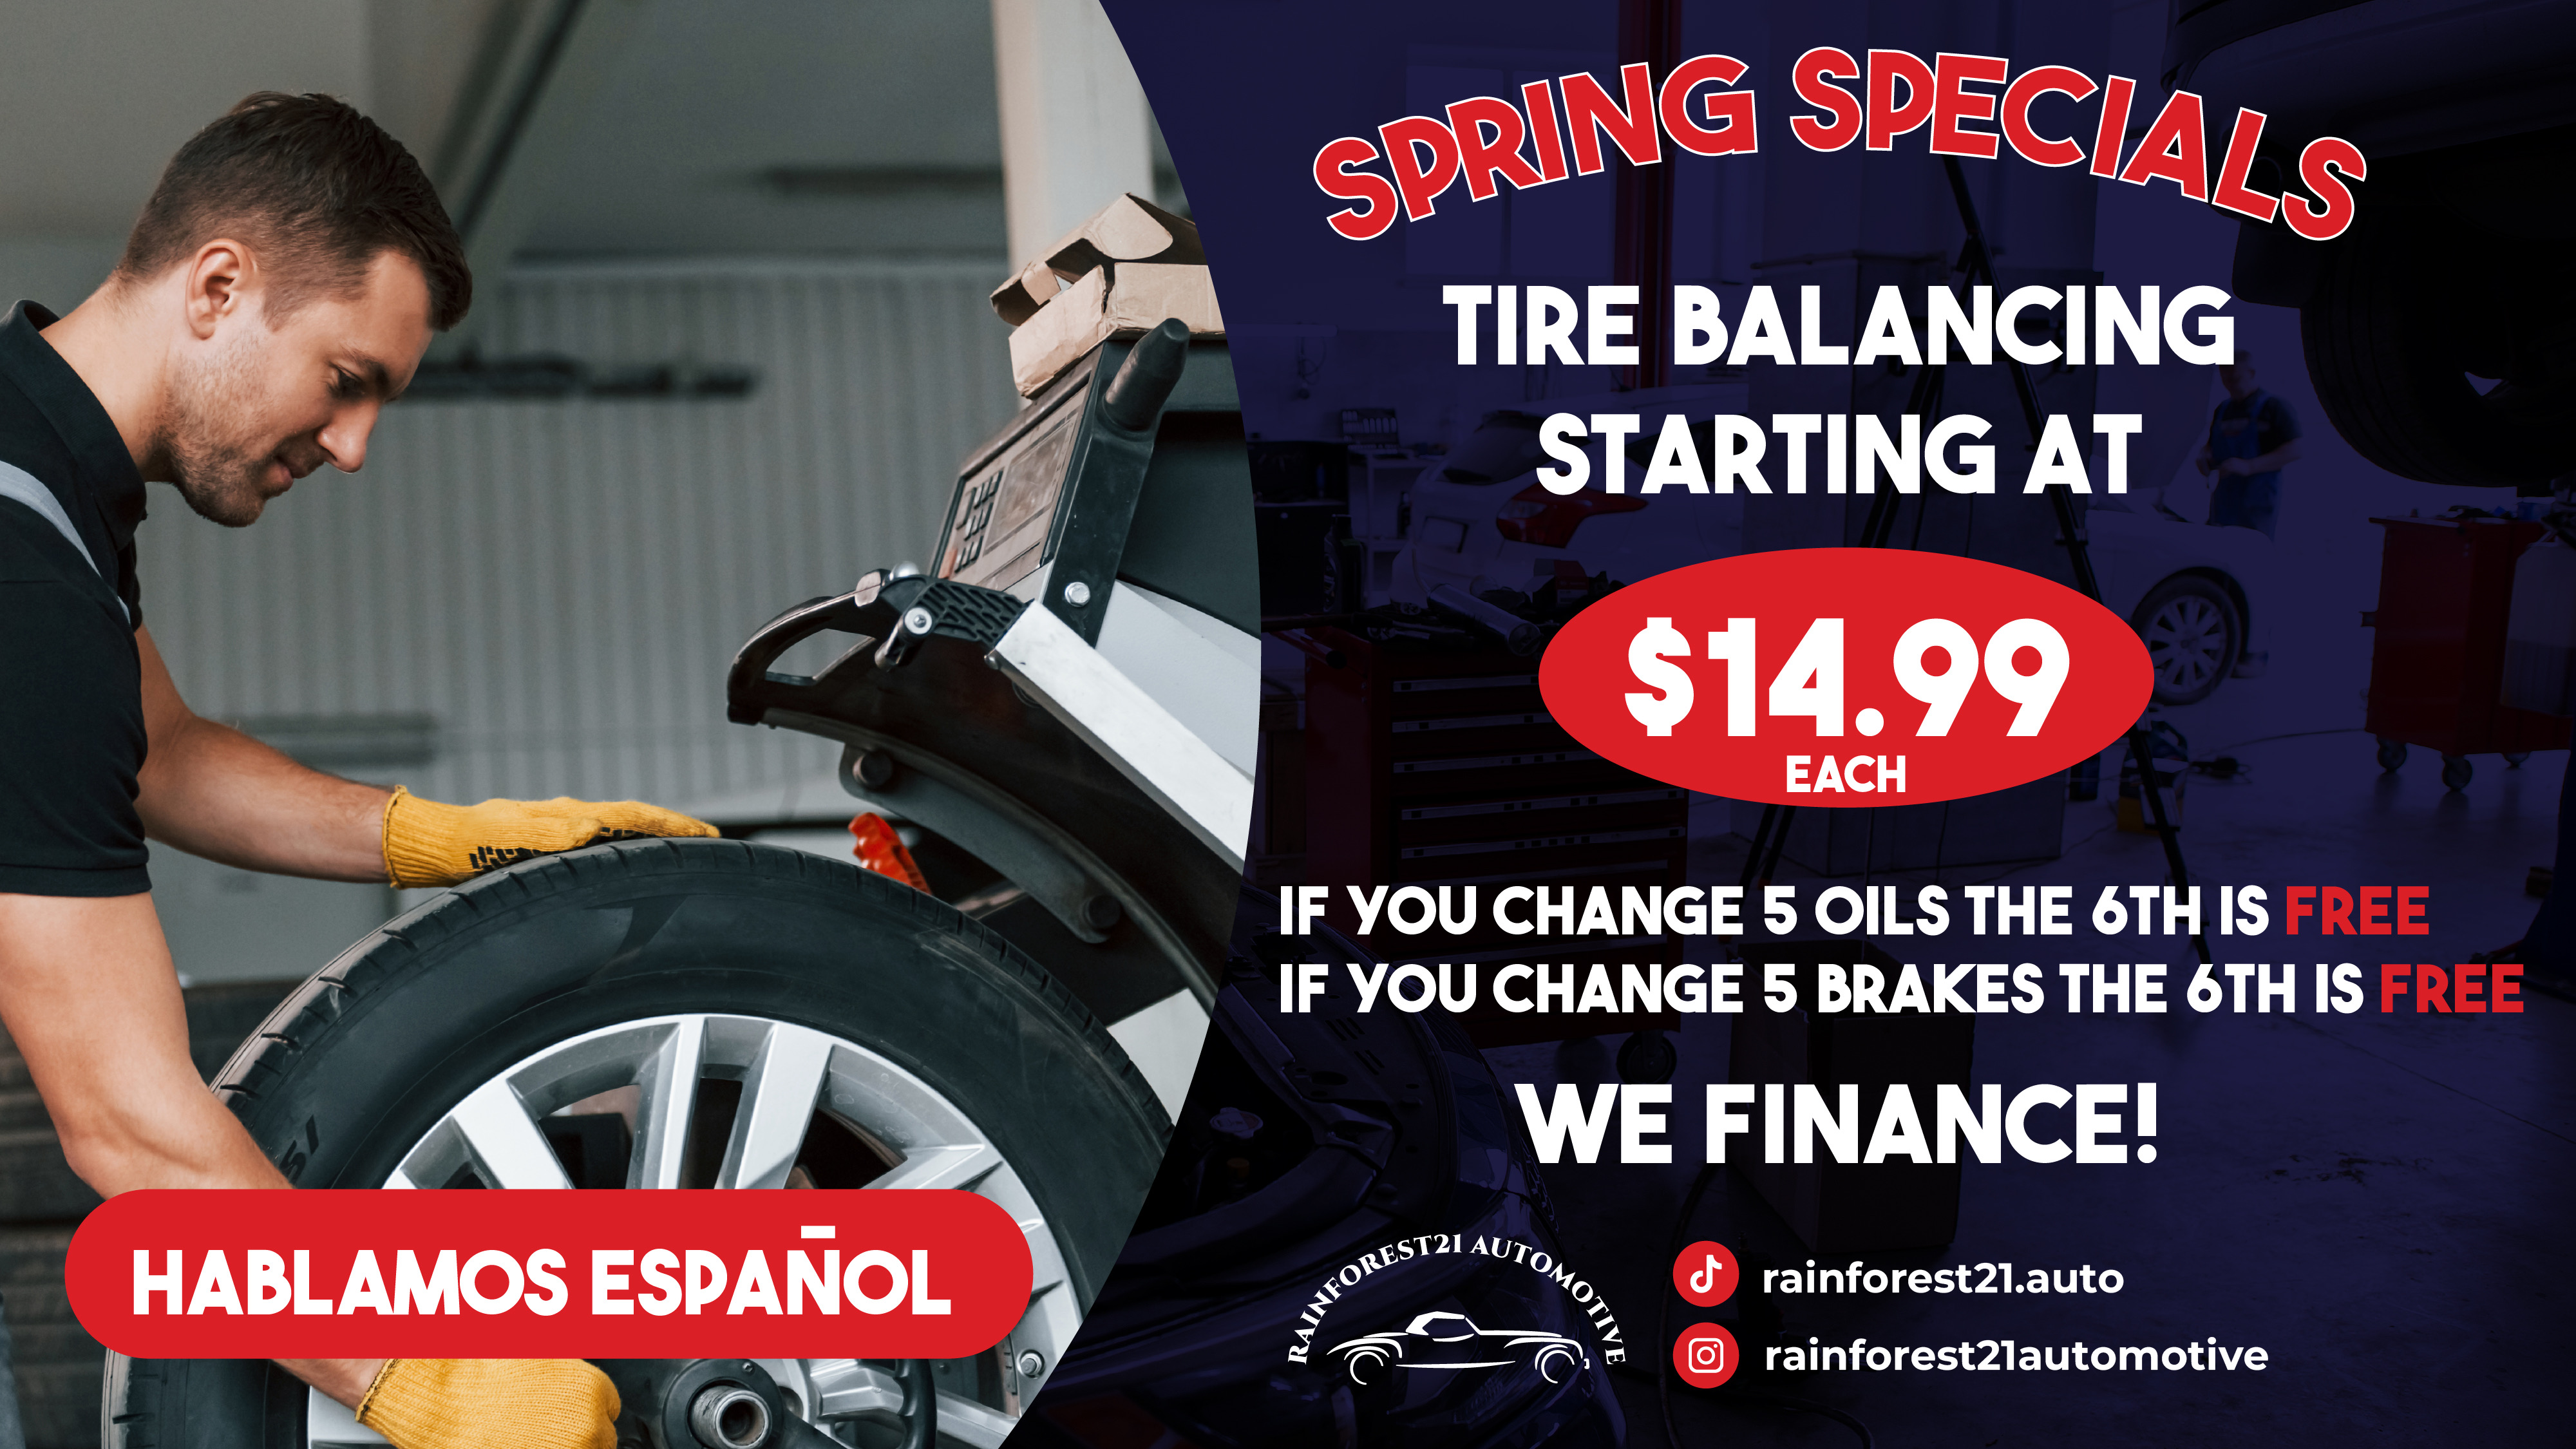 SPRING SPECIALS
TIRE BALANCING
STARTING AT
$14.99
EACH
IF YOU CHANGE 5 OILS THE 6TH IS FREE
IF YOU CHANGE 5 BRAKES THE 6TH IS FREE
WE FINANCE!
HABLAMOS ESPAÑOL
RAINFOREST21 AUTOMOTIVE
rainforest21.auto
rainforest21automotive